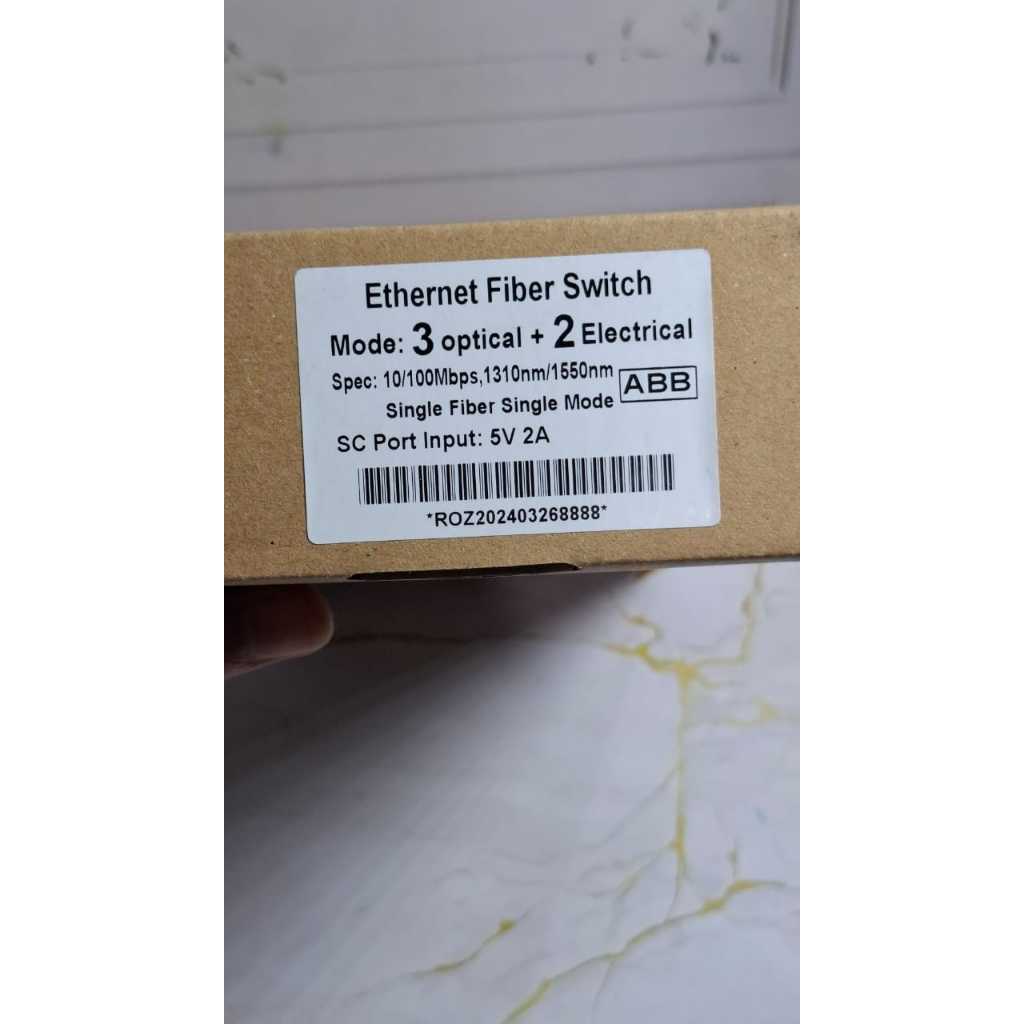 Ethernet Fiber Switch
Mode: 3 optical + 2 Electrical
Spec: 10/100Mbps,1310nm/1550nm
Single Fiber Single Mode
ABB
SC Port Input: 5V 2A
*ROZ202403268888*